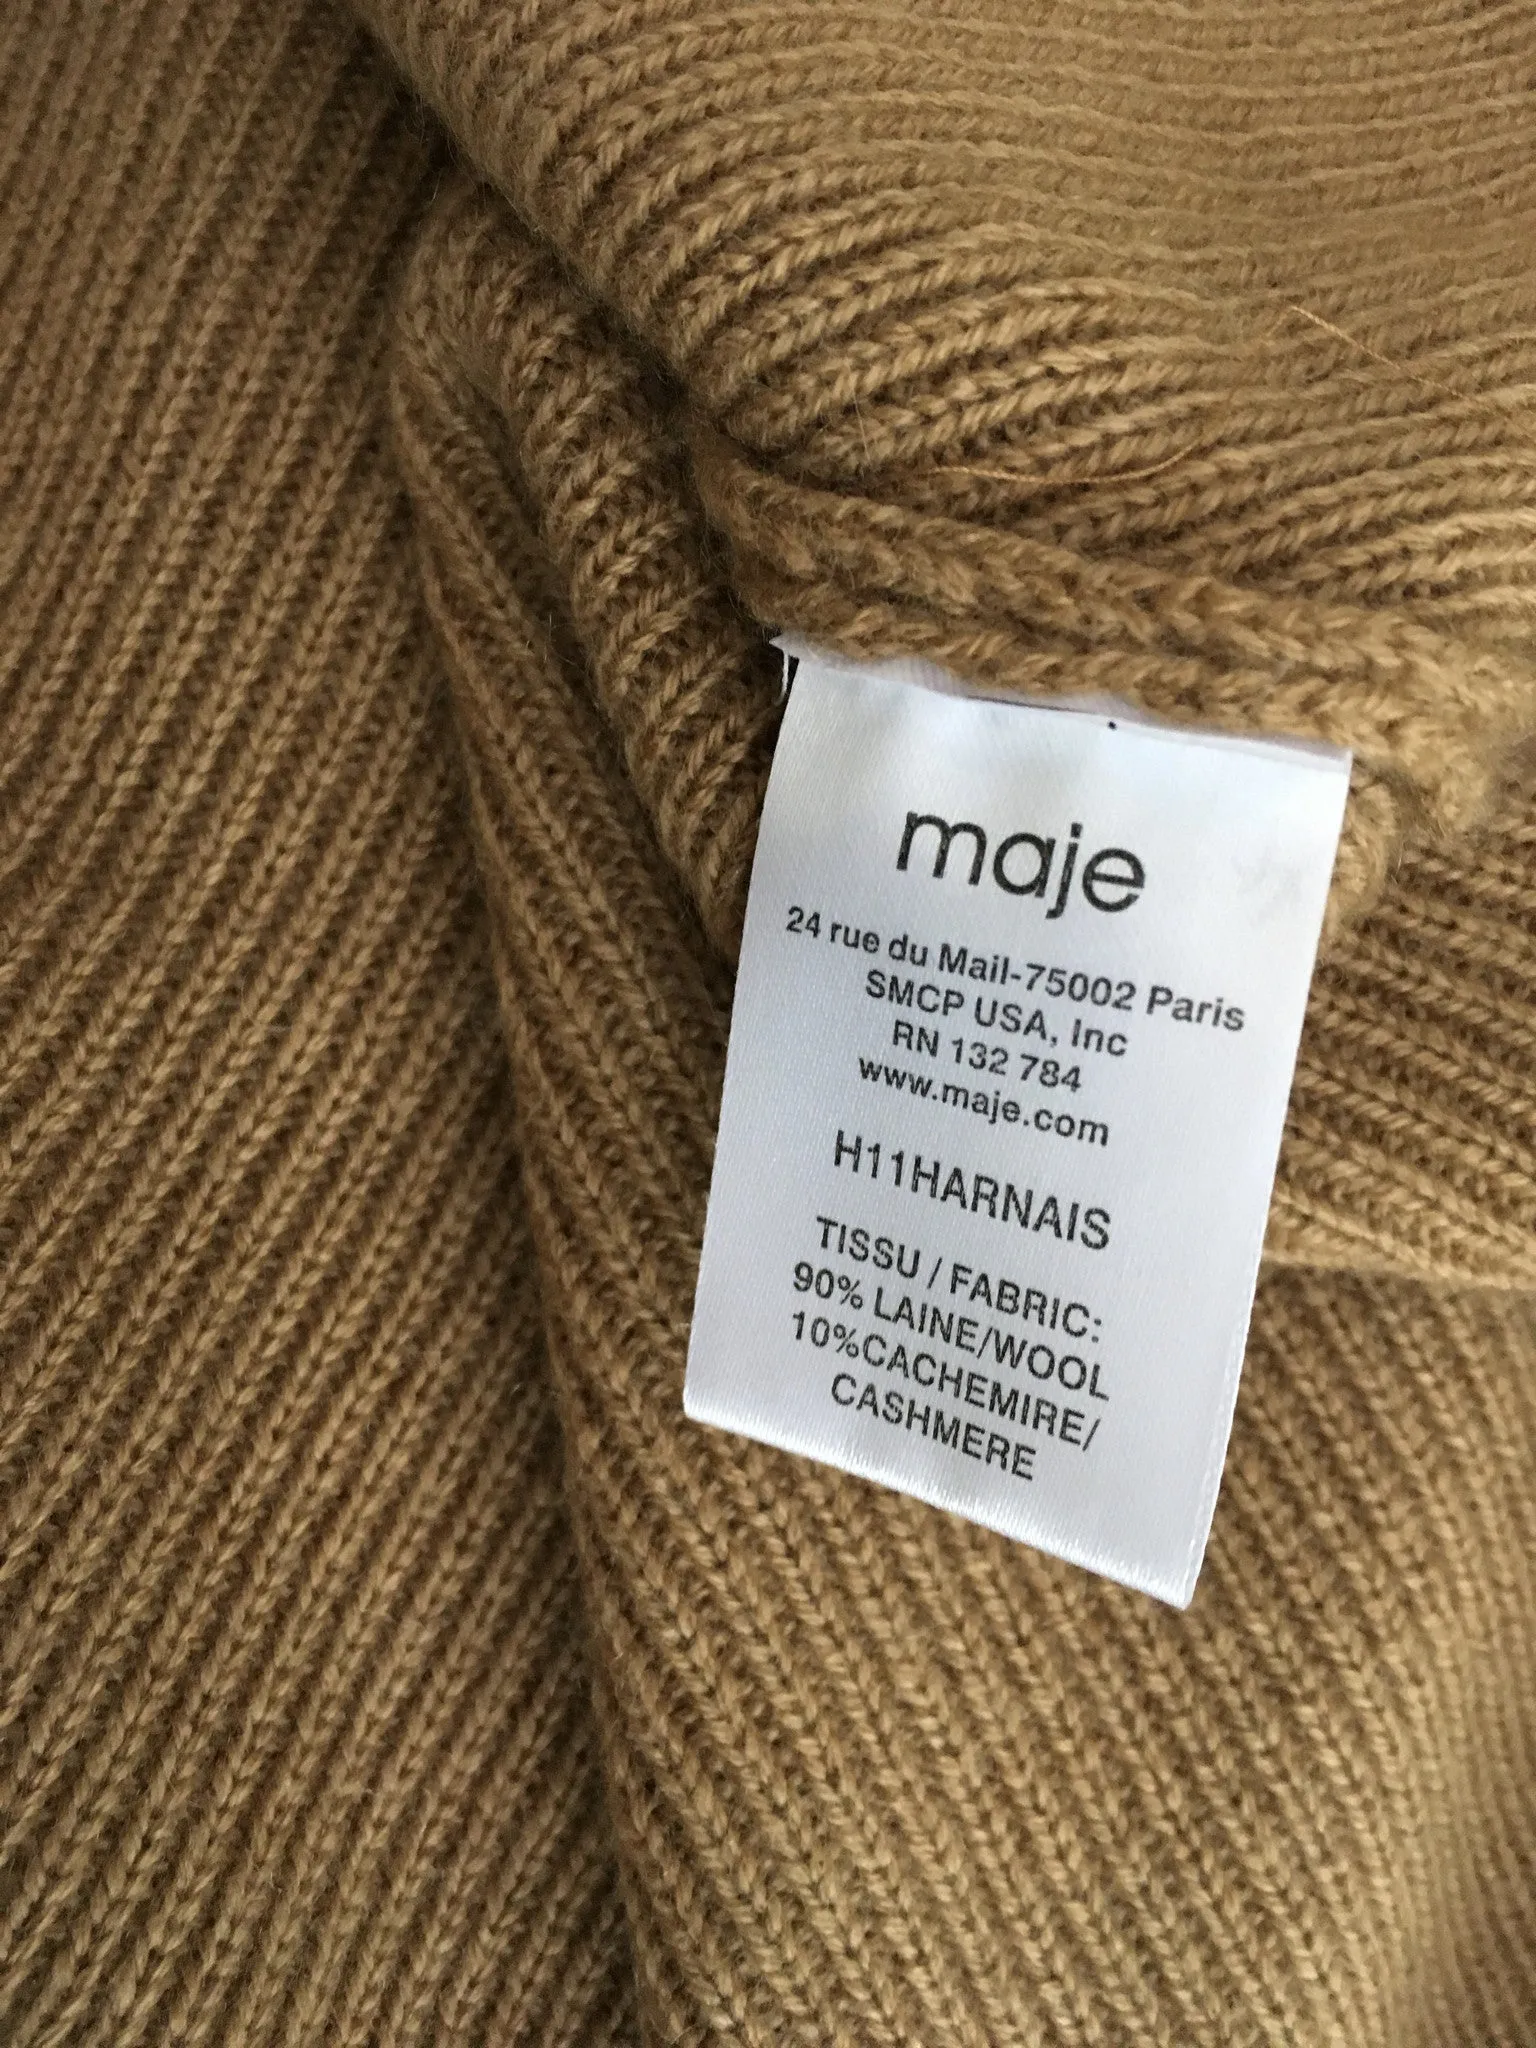 maje
24 rue du Mail-75002 Paris
SMCP USA, Inc
RN 132 784
www.maje.com
H11HARNAIS
TISSU / FABRIC:
90% LAINE/WOOL
10%CACHEMIRE/
CASHMERE